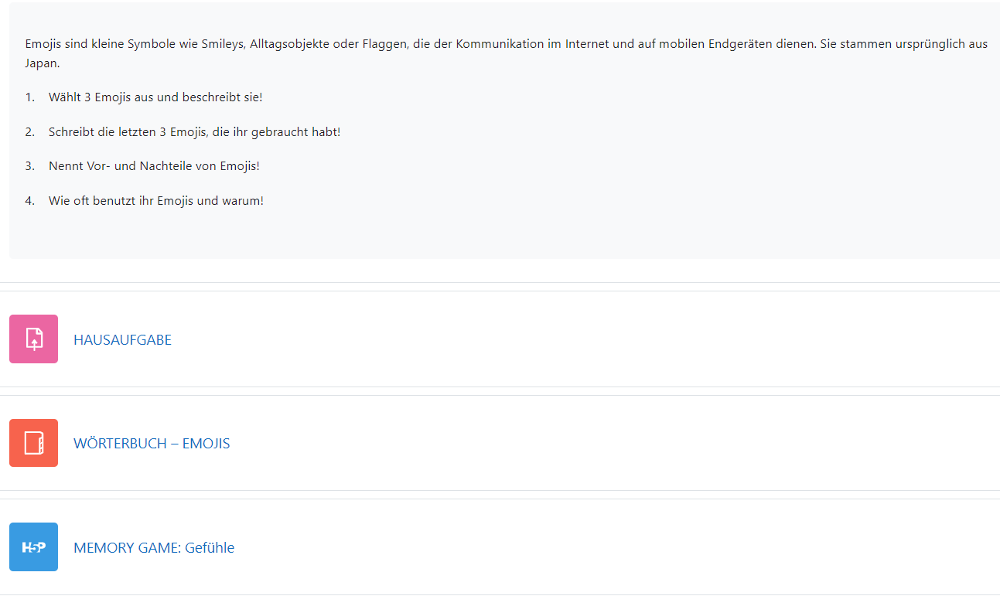 Emojis sind kleine Symbole wie Smileys, Alltagsobjekte oder Flaggen, die der Kommunikation im Internet und auf mobilen Endgeräten dienen. Sie stammen ursprünglich aus
Japan.
1. Wählt 3 Emojis aus und beschreibt sie!
2. Schreibt die letzten 3 Emojis, die ihr gebraucht habt!
3. Nennt Vor- und Nachteile von Emojis!
4. Wie oft benutzt ihr Emojis und warum!
HAUSAUFGABE
WÖRTERBUCH – EMOJIS
H5P MEMORY GAME: Gefühle